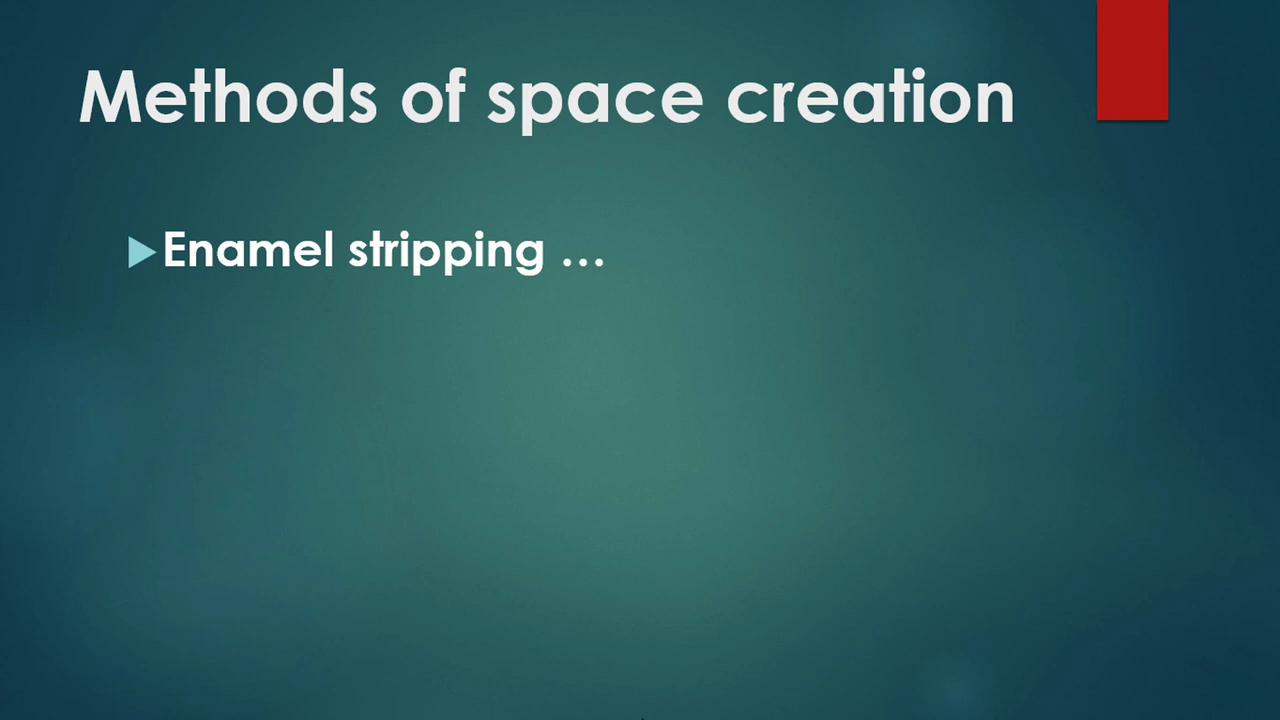 Methods of space creation
Enamel stripping …